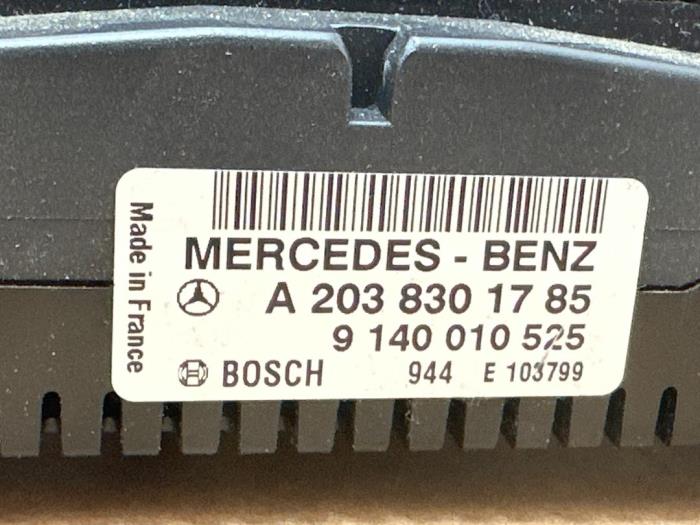 Made in France
MERCEDES - BENZ
A 203 830 17 85
9 140 010 525
BOSCH 944 E 103799